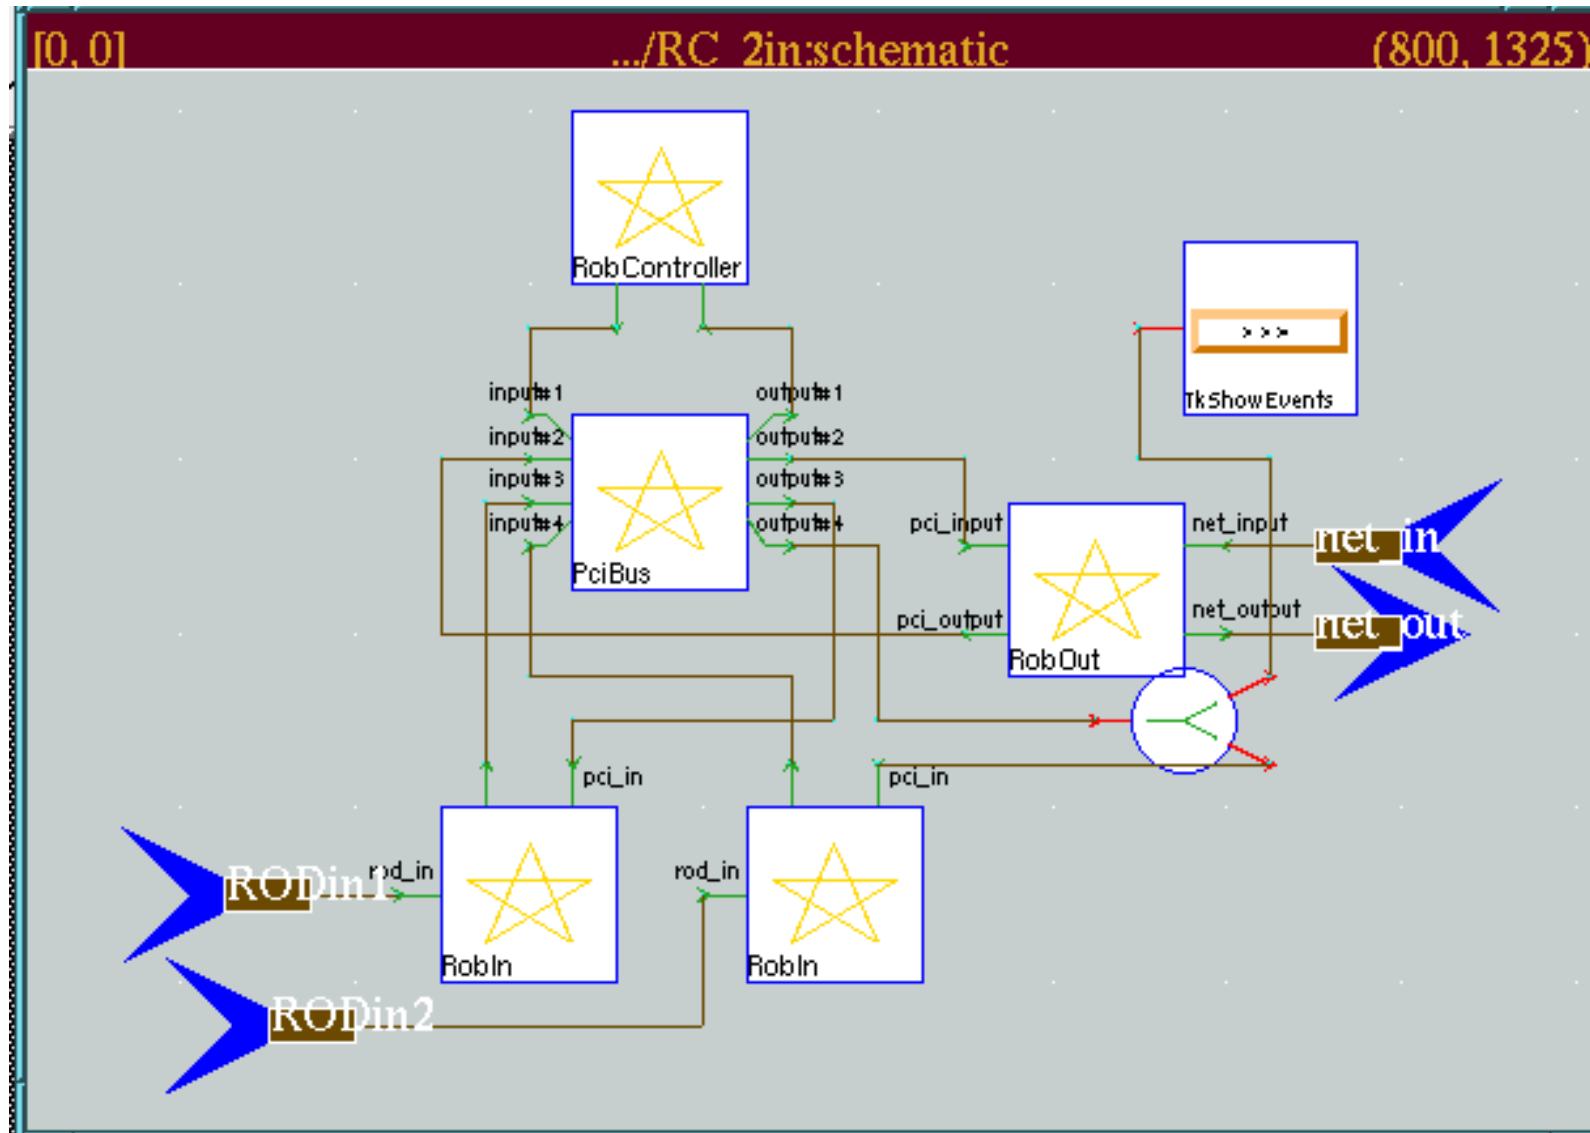 [0, 0] .../RC_2in:schematic (800, 1325)
RobController
>>>
TkShowEvents
input#1 output#1
input#2 output#2
input#3 output#3
input#4 output#4
PciBus
pci_input net_input net_in
pci_output net_output net_out
RobOut
pci_in pci_in
RODin1 rod_in rod_in
RobIn RobIn
RODin2